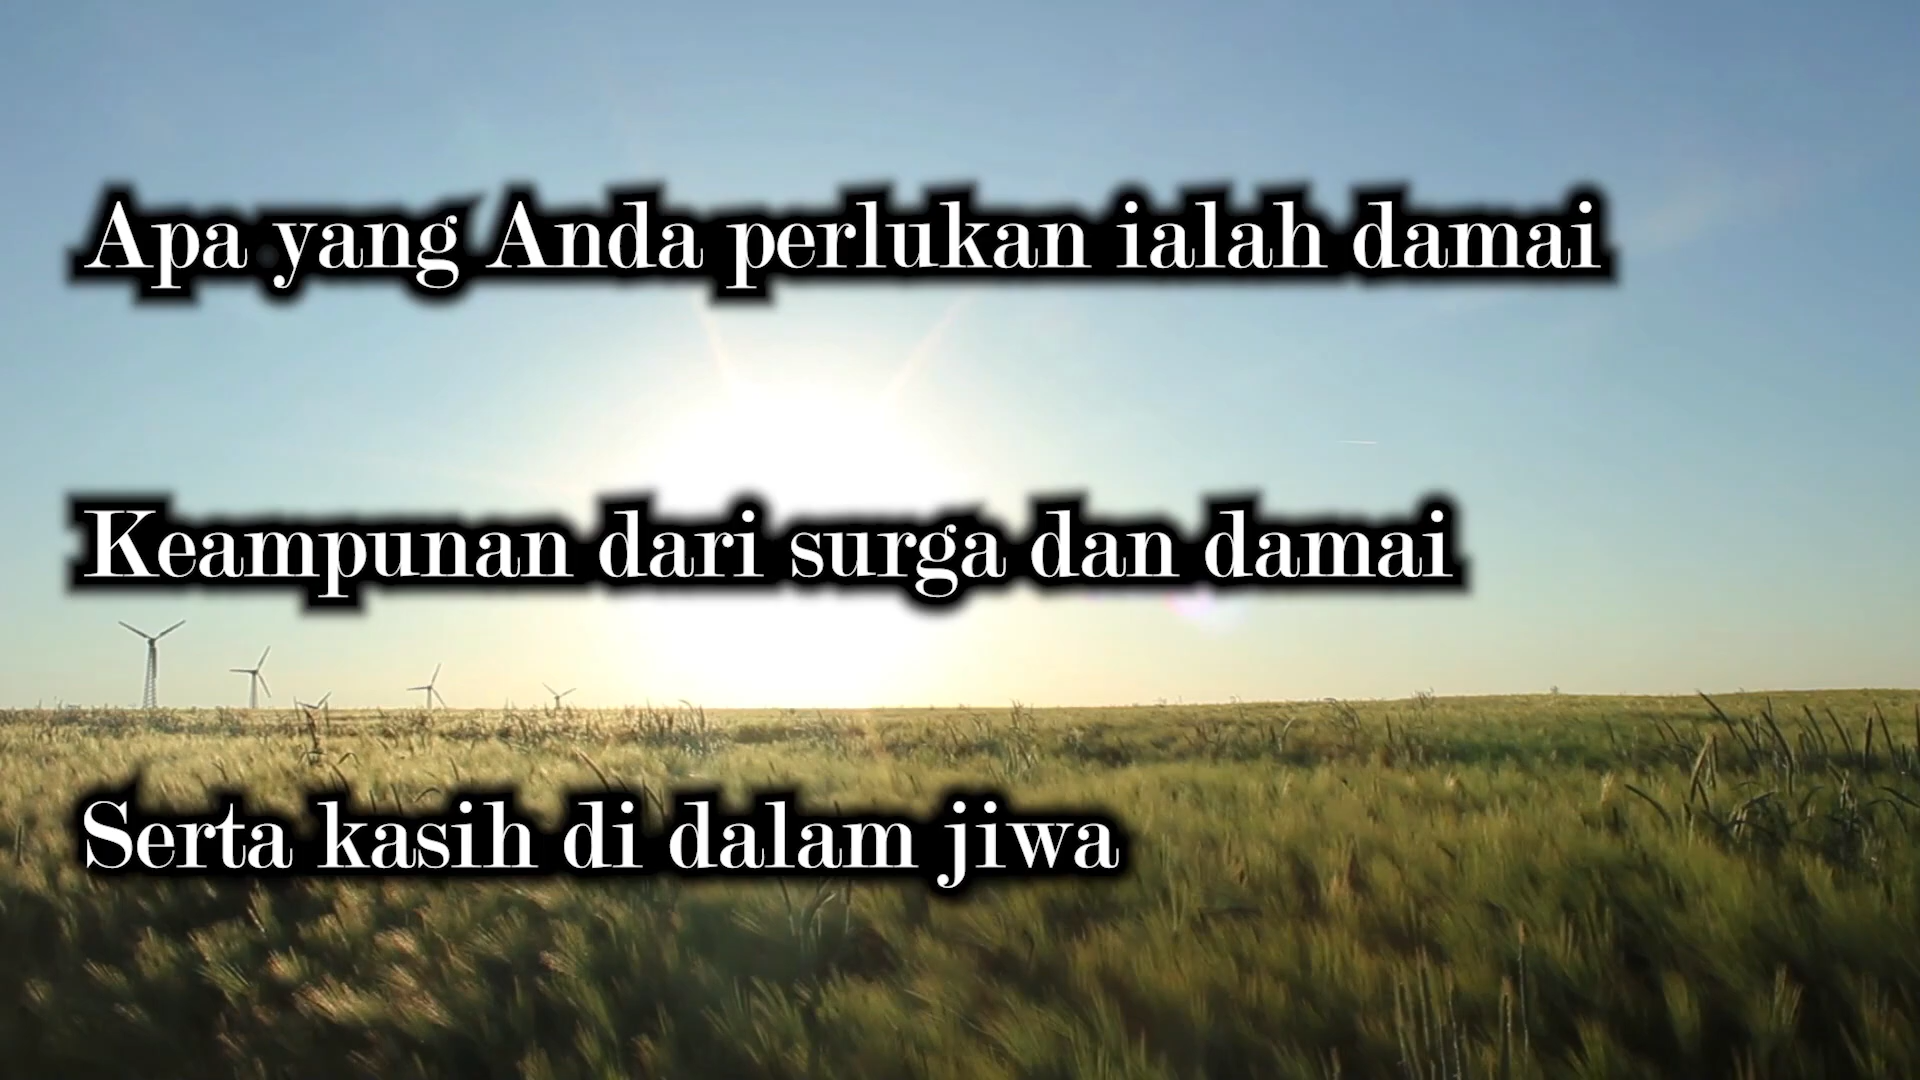 Apa yang Anda perlukan ialah damai
Keampunan dari surga dan damai
Serta kasih di dalam jiwa